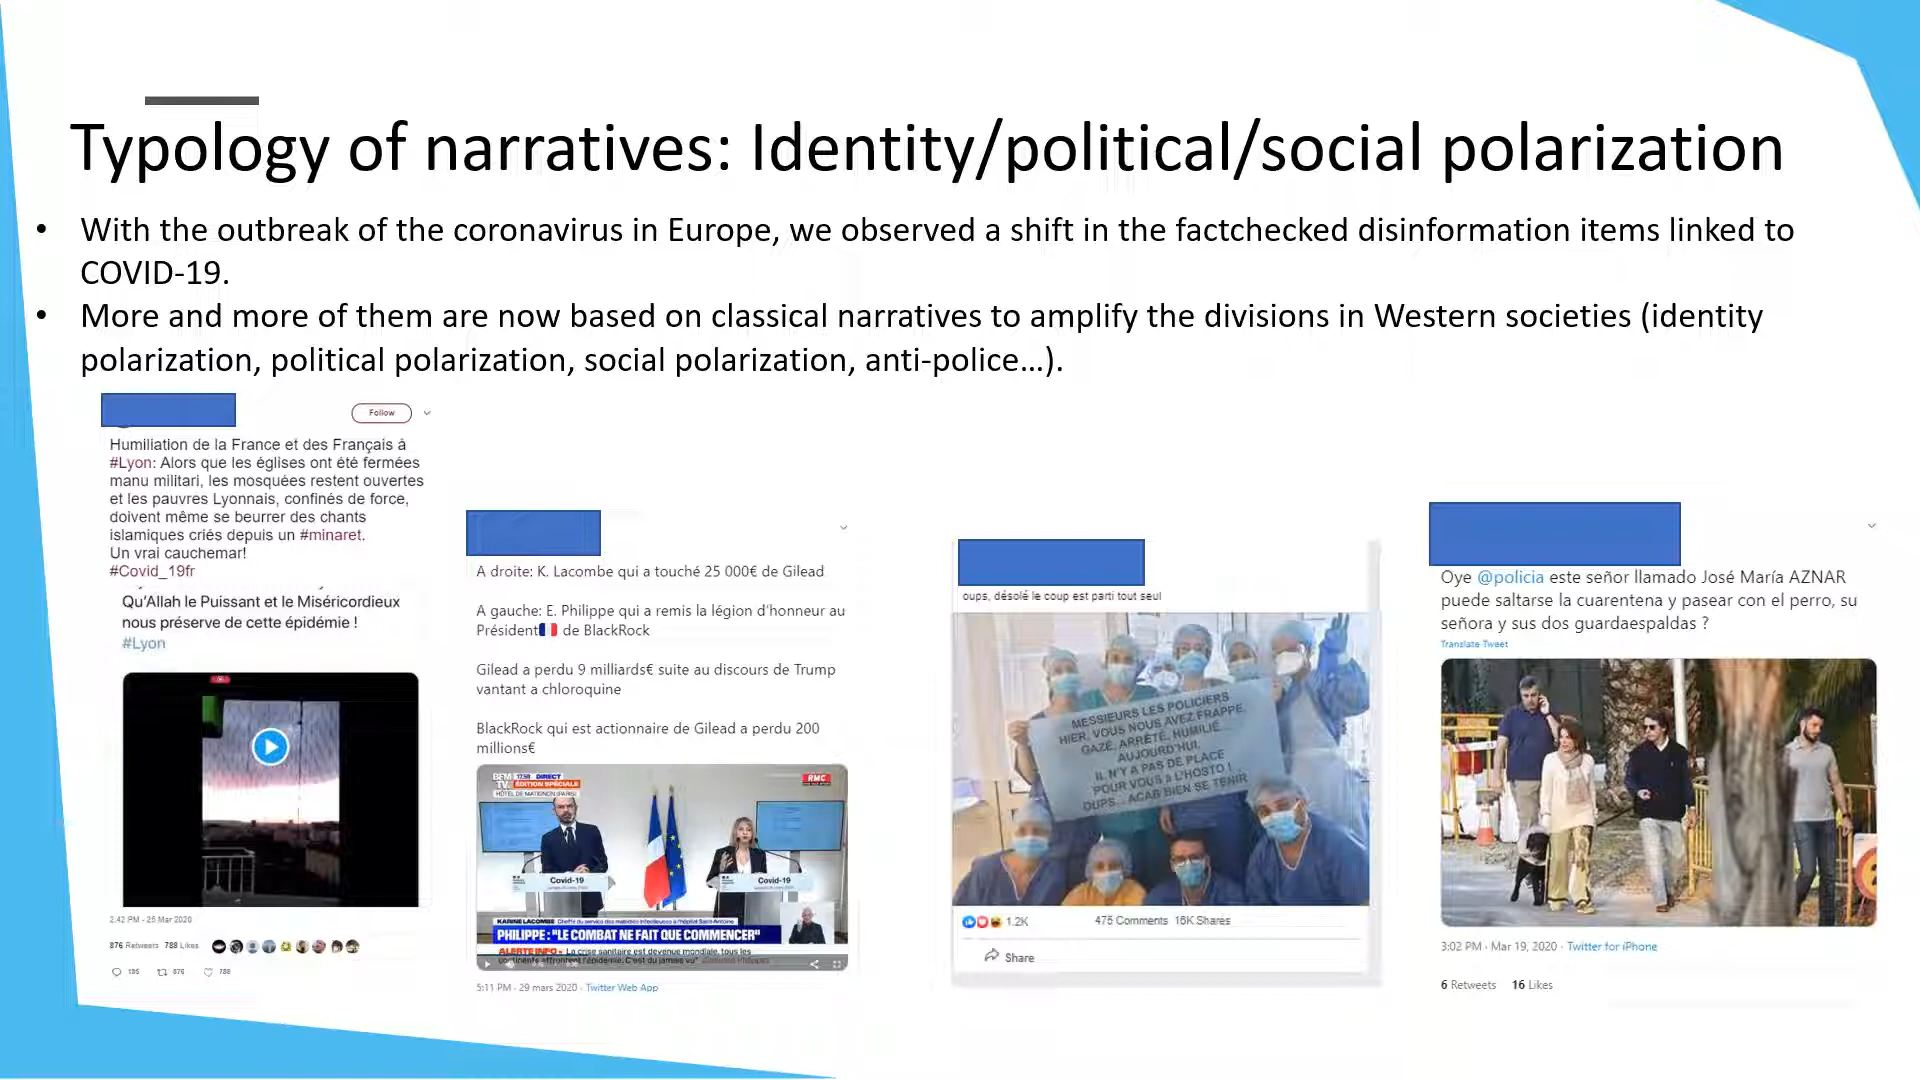 Typology of narratives: Identity/political/social polarization
• With the outbreak of the coronavirus in Europe, we observed a shift in the factchecked disinformation items linked to
COVID-19.
• More and more of them are now based on classical narratives to amplify the divisions in Western societies (identity
polarization, political polarization, social polarization, anti-police…).
Follow
Humiliation de la France et des Français à
#Lyon: Alors que les églises ont été fermées
manu militari, les mosquées restent ouvertes
et les pauvres Lyonnais, confinés de force,
doivent même se beurrer des chants
islamiques criés depuis un #minaret.
Un vrai cauchemar!
#Covid_19fr
Qu'Allah le Puissant et le Miséricordieux
nous préserve de cette épidémie !
#Lyon
2:42 PM - 26 Mar 2020
876 Retweets 788 Likes
195 876 788
A droite: K. Lacombe qui a touché 25 000€ de Gilead
A gauche: E. Philippe qui a remis la légion d'honneur au
Président de BlackRock
Gilead a perdu 9 milliards€ suite au discours de Trump
vantant a chloroquine
BlackRock qui est actionnaire de Gilead a perdu 200
millions€
BFM 17:58 DIRECT
TV. ÉDITION SPÉCIALE
HÔTEL DE MATIGNON (PARIS)
RMC
Covid-19
Covid-19
KARINE LACOMBE Cheffe du service des maladies infectieuses à l'hôpital Saint-Antoine
PHILIPPE : "LE COMBAT NE FAIT QUE COMMENCER"
ALERTE INFO La crise sanitaire est devenue mondiale, tous les
continents affrontent l'épidémie. C'est du jamais vu"
5:11 PM · 29 mars 2020 · Twitter Web App
oups, désolé le coup est parti tout seul
MESSIEURS LES POLICIERS
HIER, VOUS NOUS AVEZ FRAPPE,
GAZÉ, ARRÊTÉ, HUMILIÉ
AUJOURD'HUI,
IL N'Y A PAS DE PLACE
POUR VOUS à L'HOSTO !
OUPS... ACAB BIEN SE TENIR
1.2K
475 Comments 16K Shares
Share
Oye @policia este señor llamado José María AZNAR
puede saltarse la cuarentena y pasear con el perro, su
señora y sus dos guardaespaldas ?
Translate Tweet
3:02 PM · Mar 19, 2020 · Twitter for iPhone
6 Retweets 16 Likes